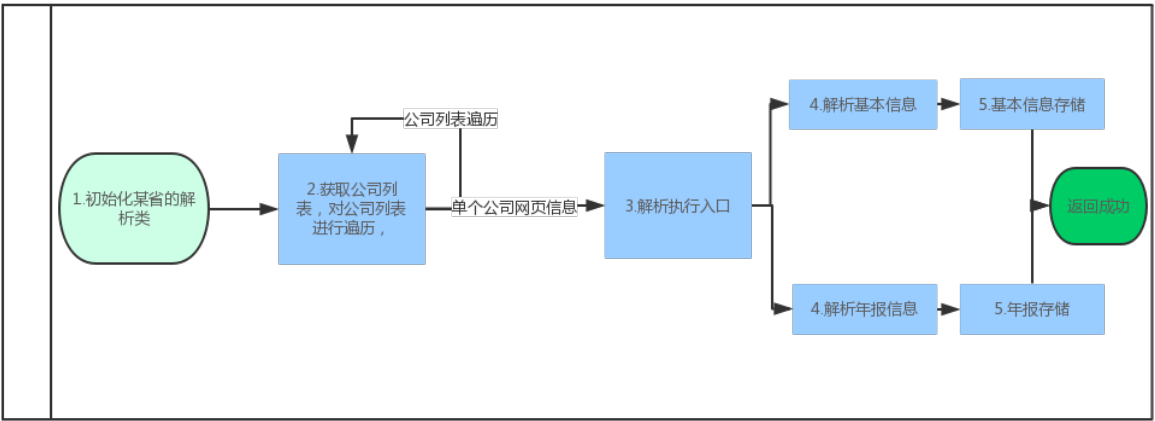 1.初始化某省的解
析类
2.获取公司列
表，对公司列表
进行遍历，
公司列表遍历
单个公司网页信息
3.解析执行入口
4.解析基本信息
5.基本信息存储
4.解析年报信息
5.年报存储
返回成功